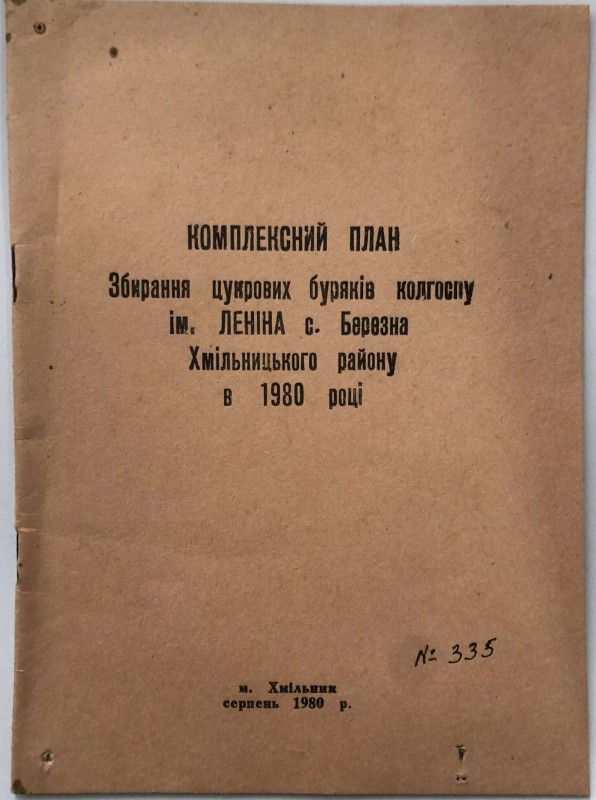 КОМПЛЕКСНИЙ ПЛАН
Збирання цукрових буряків колгоспу
ім. ЛЕНІНА с. Березна
Хмільницького району
в 1980 році
№ 335
м. Хмільник
серпень 1980 р.